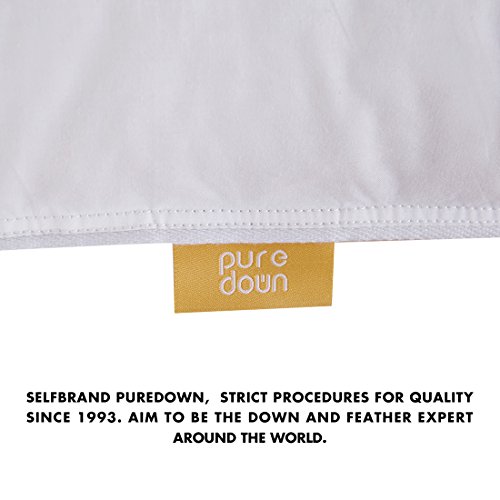 pure
down
SELFBRAND PUREDOWN, STRICT PROCEDURES FOR QUALITY
SINCE 1993. AIM TO BE THE DOWN AND FEATHER EXPERT
AROUND THE WORLD.